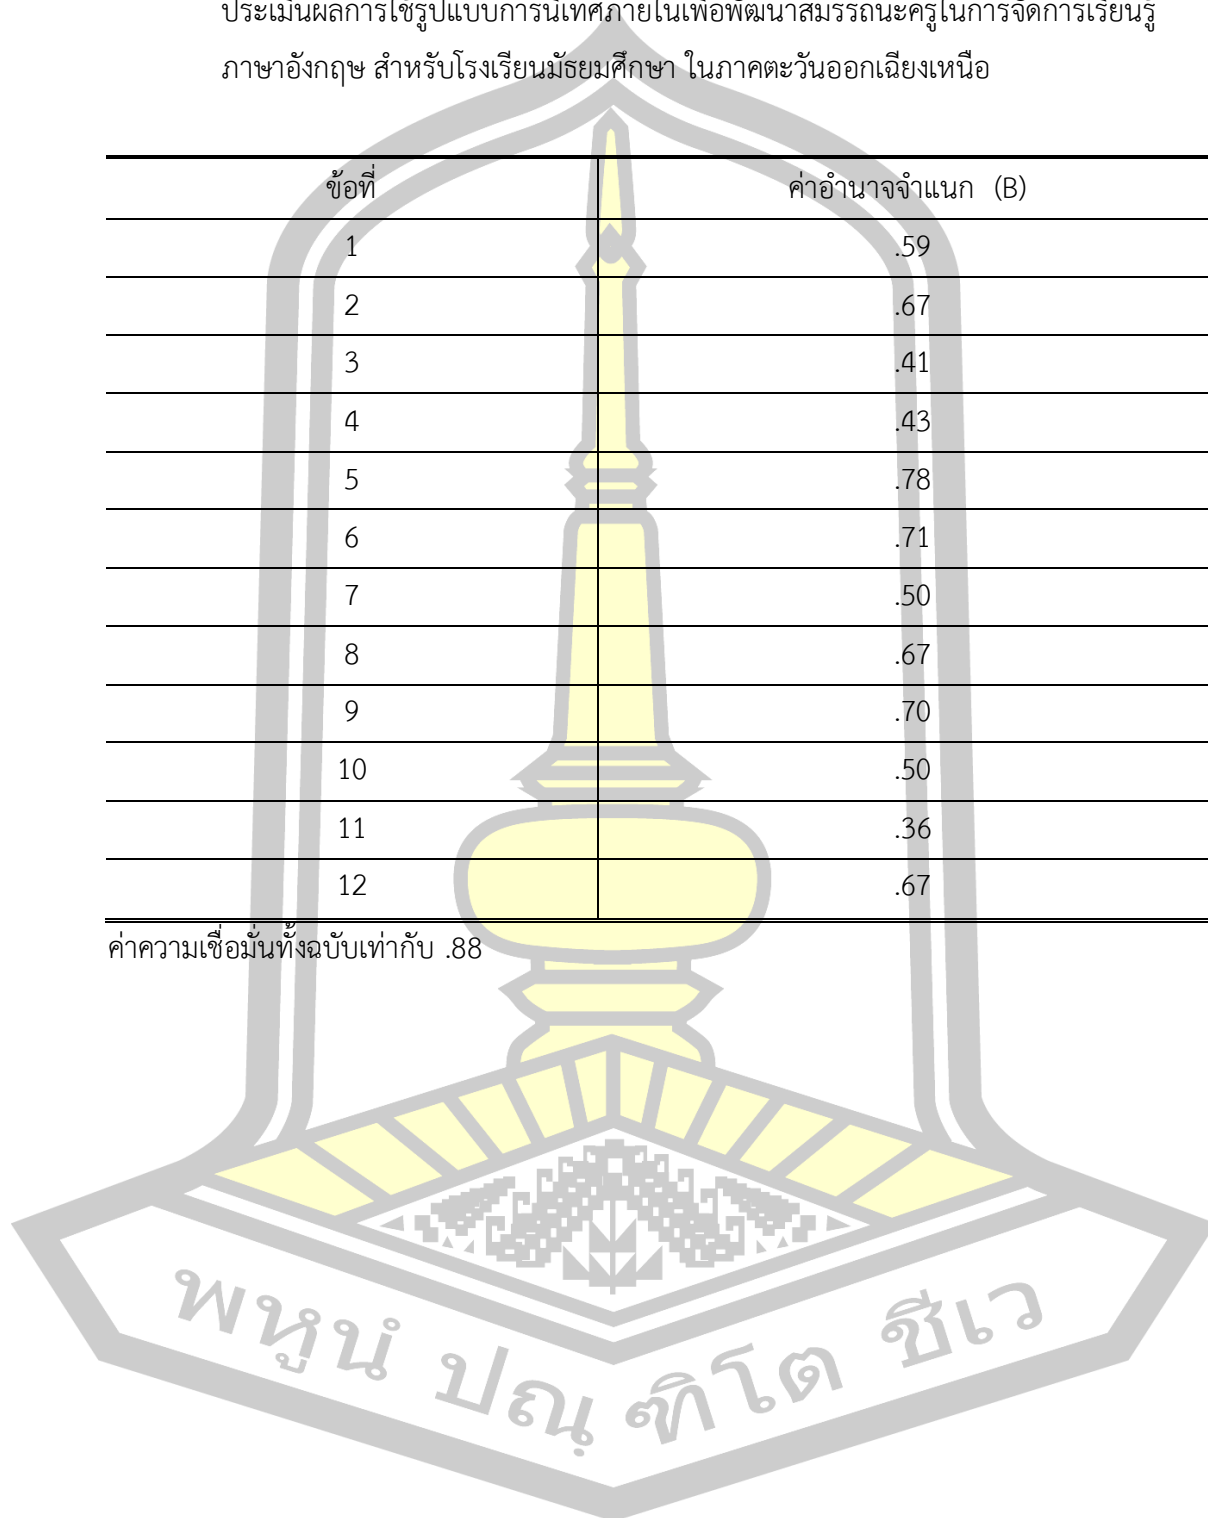 ประเมินผลการใช้รูปแบบการนิเทศภายในเพื่อพัฒนาสมรรถนะครูในการจัดการเรียนรู้
ภาษาอังกฤษ สำหรับโรงเรียนมัธยมศึกษา ในภาคตะวันออกเฉียงเหนือ
ข้อที่ ค่าอำนาจจำแนก (B)
1 .59
2 .67
3 .41
4 .43
5 .78
6 .71
7 .50
8 .67
9 .70
10 .50
11 .36
12 .67
ค่าความเชื่อมั่นทั้งฉบับเท่ากับ .88
พหูนํ ปณฺฑิโต ชีเว